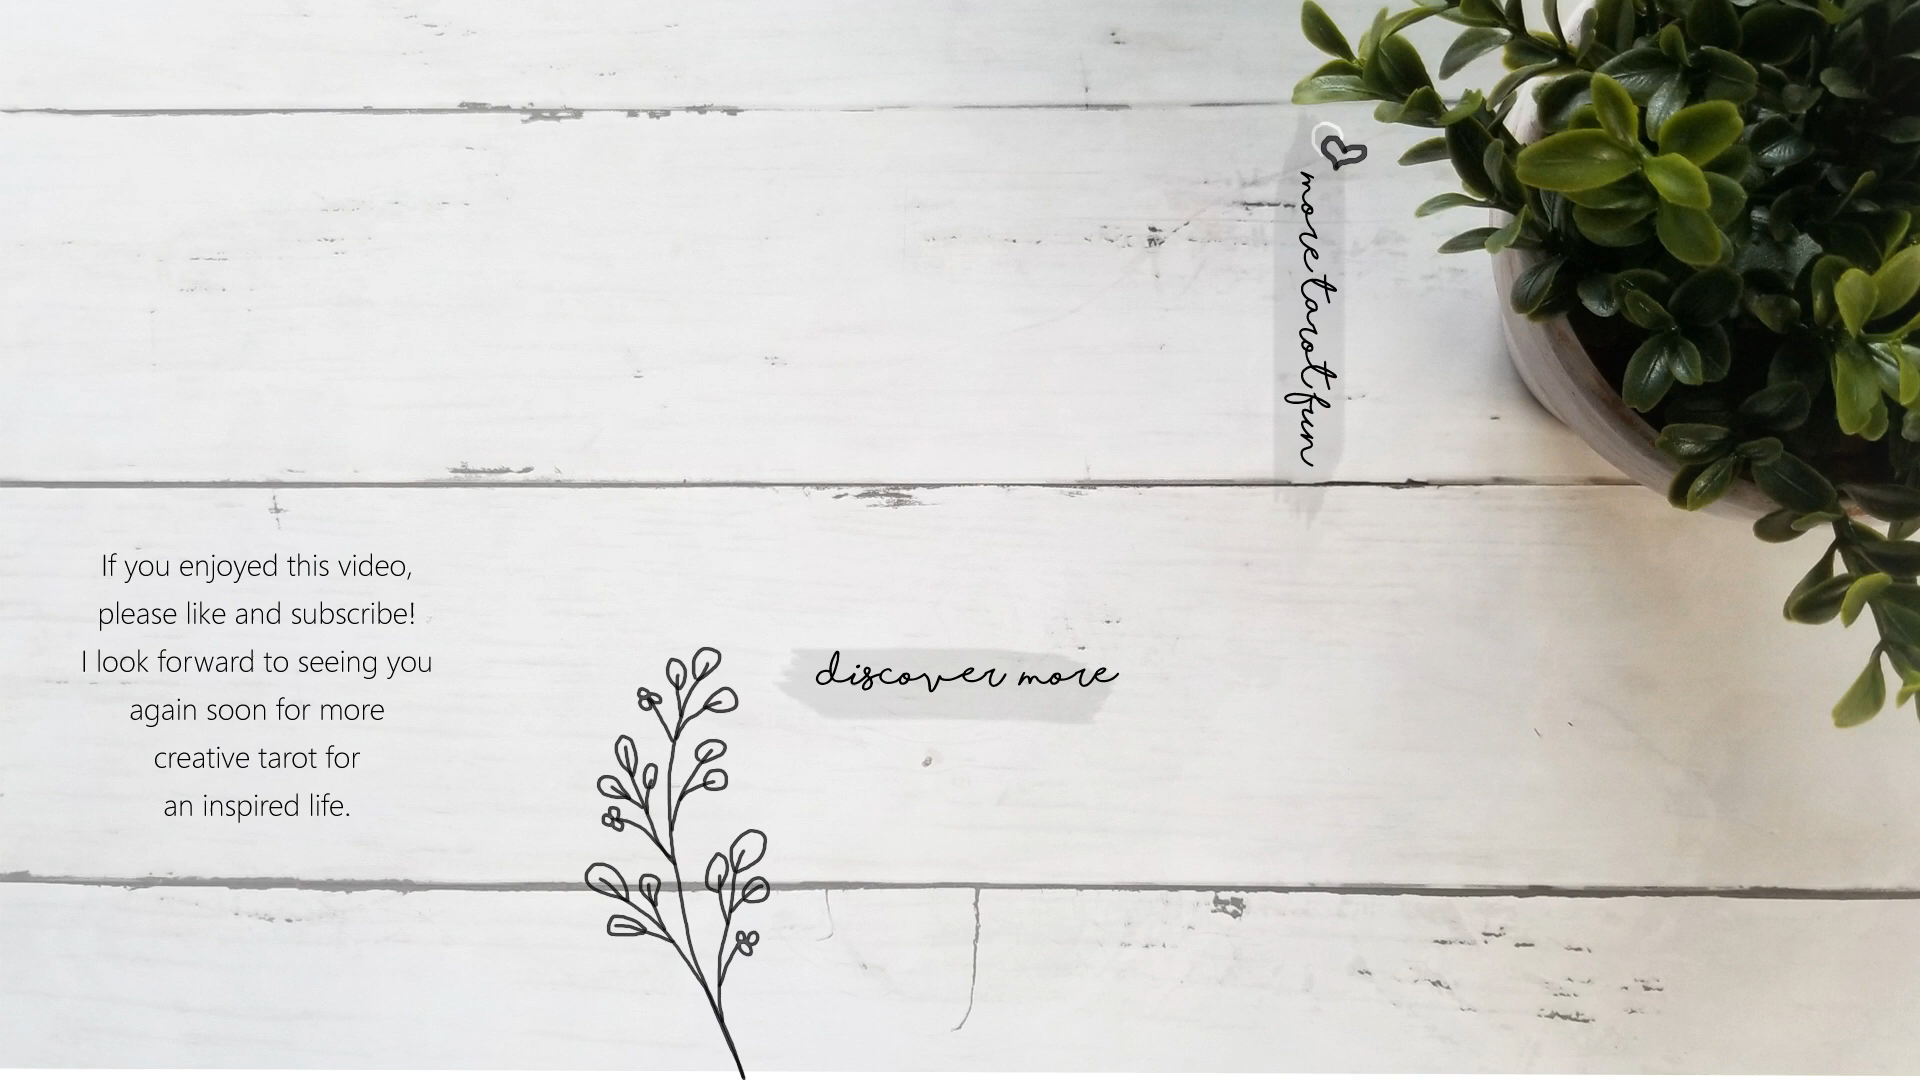 more tarot fun
If you enjoyed this video,
please like and subscribe!
I look forward to seeing you
again soon for more
creative tarot for
an inspired life.
discover more